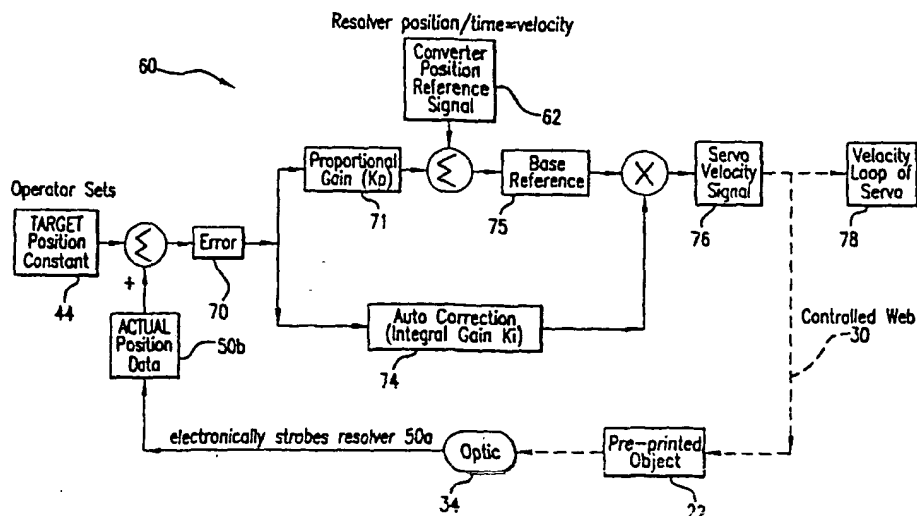 Resolver position/time=velocity
60
Converter
Position
Reference
Signal
62
Proportional
Gain (Kp)
71
Σ
Base
Reference
75
X
Servo
Velocity
Signal
76
Velocity
Loop of
Servo
78
Operator Sets
TARGET
Position
Constant
44
Σ
+
Error
70
ACTUAL
Position
Data
50b
Auto Correction
(Integral Gain Ki)
74
Controlled Web
30
electronically strobes resolver 50a
Optic
34
Pre-printed
Object
22